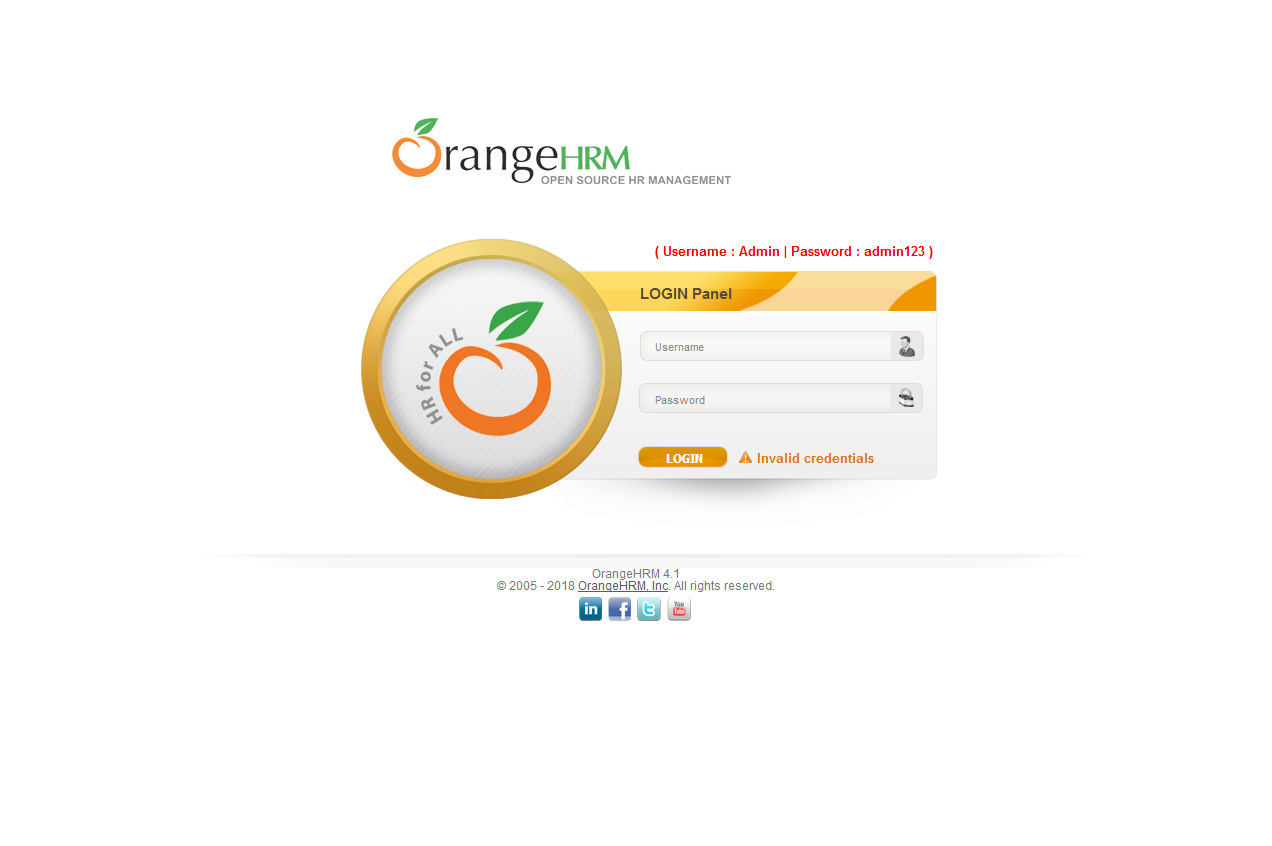 OrangeHRM
OPEN SOURCE HR MANAGEMENT
( Username : Admin | Password : admin123 )
LOGIN Panel
HR for ALL
Username
Password
LOGIN
Invalid credentials
OrangeHRM 4.1
© 2005 - 2018 OrangeHRM, Inc. All rights reserved.
in f t You Tube